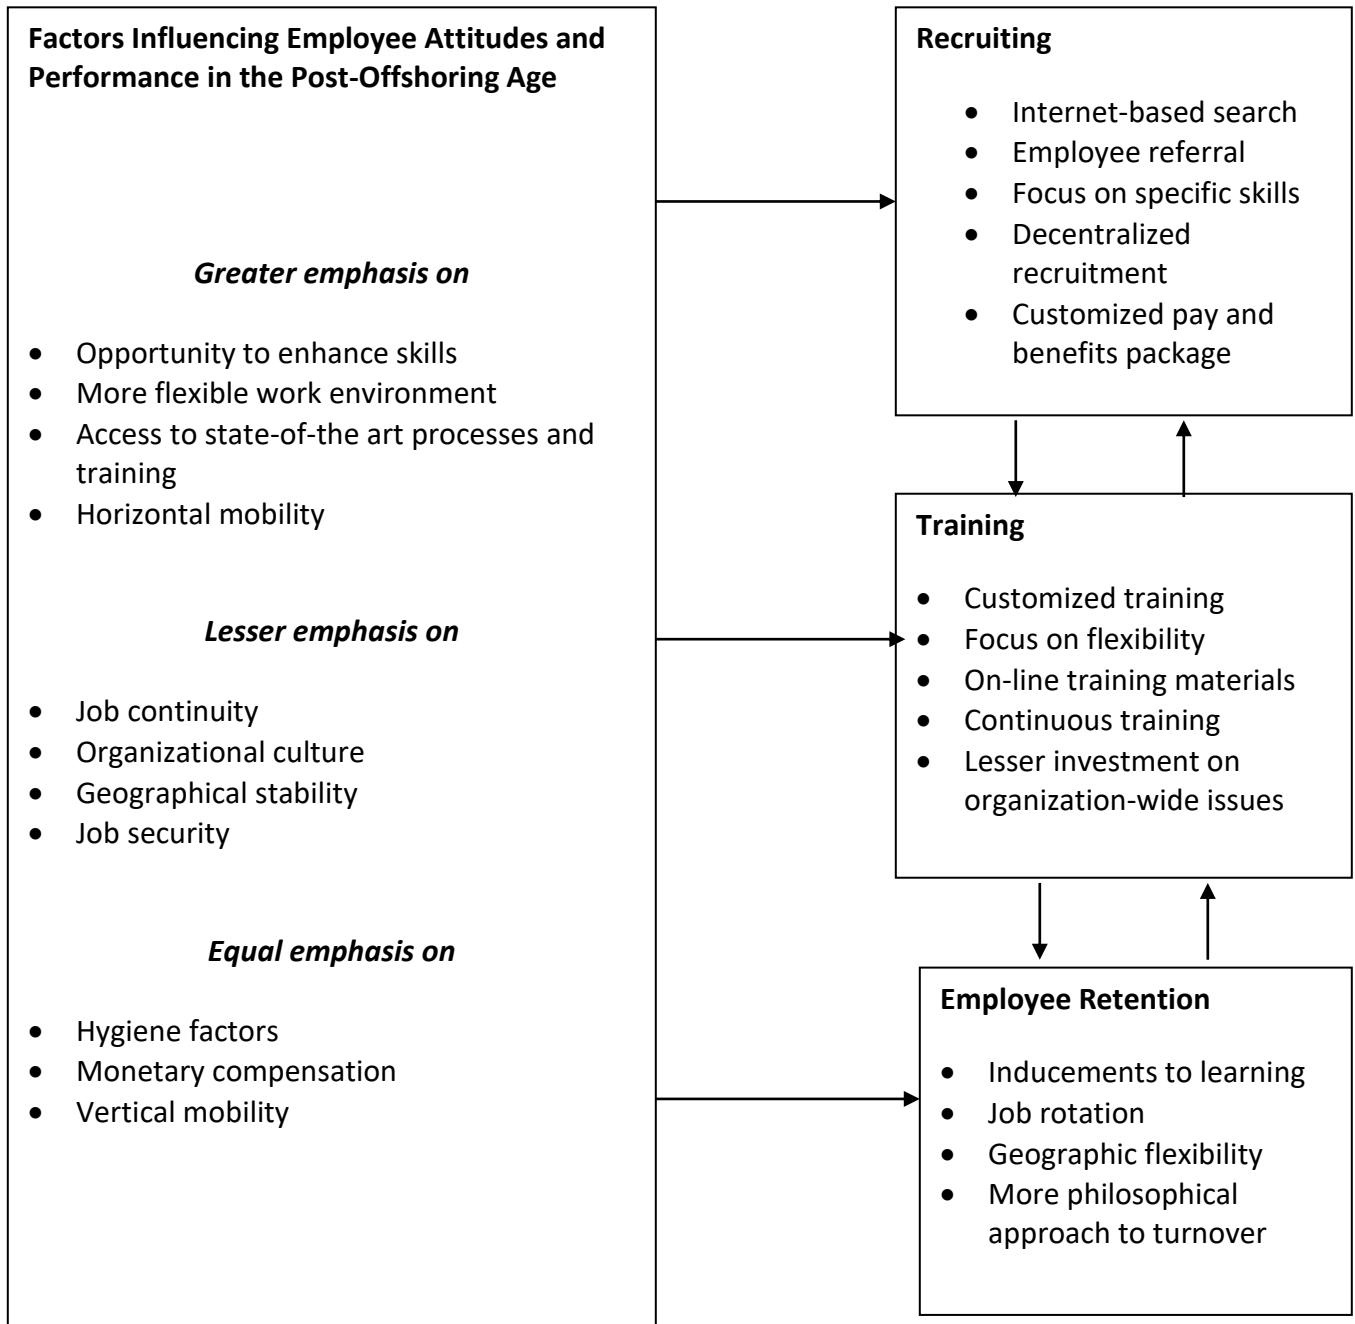 Factors Influencing Employee Attitudes and
Performance in the Post-Offshoring Age
Greater emphasis on
• Opportunity to enhance skills
• More flexible work environment
• Access to state-of-the art processes and
training
• Horizontal mobility
Lesser emphasis on
• Job continuity
• Organizational culture
• Geographical stability
• Job security
Equal emphasis on
• Hygiene factors
• Monetary compensation
• Vertical mobility
Recruiting
• Internet-based search
• Employee referral
• Focus on specific skills
• Decentralized
recruitment
• Customized pay and
benefits package
Training
• Customized training
• Focus on flexibility
• On-line training materials
• Continuous training
• Lesser investment on
organization-wide issues
Employee Retention
• Inducements to learning
• Job rotation
• Geographic flexibility
• More philosophical
approach to turnover